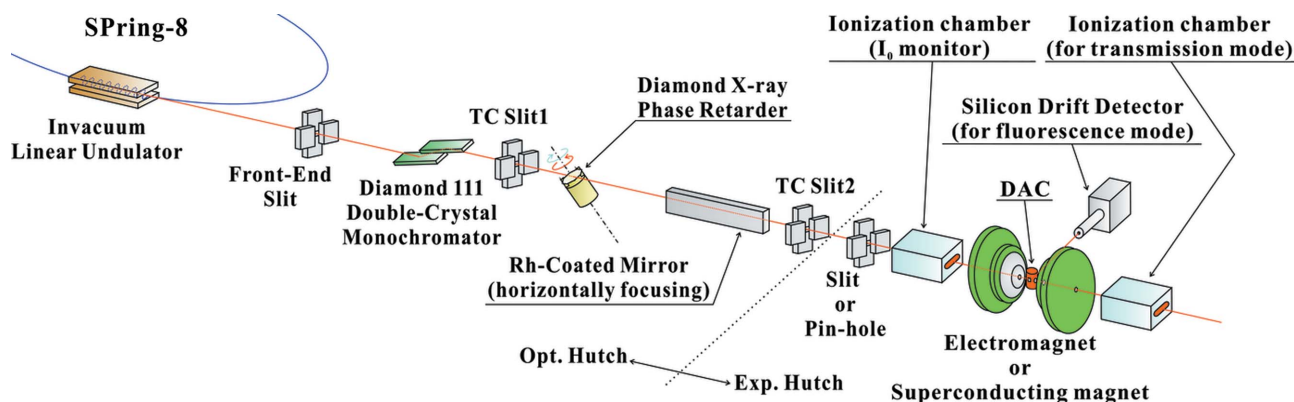 SPring-8
Invacuum
Linear Undulator
Front-End
Slit
Diamond 111
Double-Crystal
Monochromator
TC Slit1
Diamond X-ray
Phase Retarder
Rh-Coated Mirror
(horizontally focusing)
TC Slit2
Slit
or
Pin-hole
Opt. Hutch
Exp. Hutch
Ionization chamber
(I₀ monitor)
Ionization chamber
(for transmission mode)
Silicon Drift Detector
(for fluorescence mode)
DAC
Electromagnet
or
Superconducting magnet